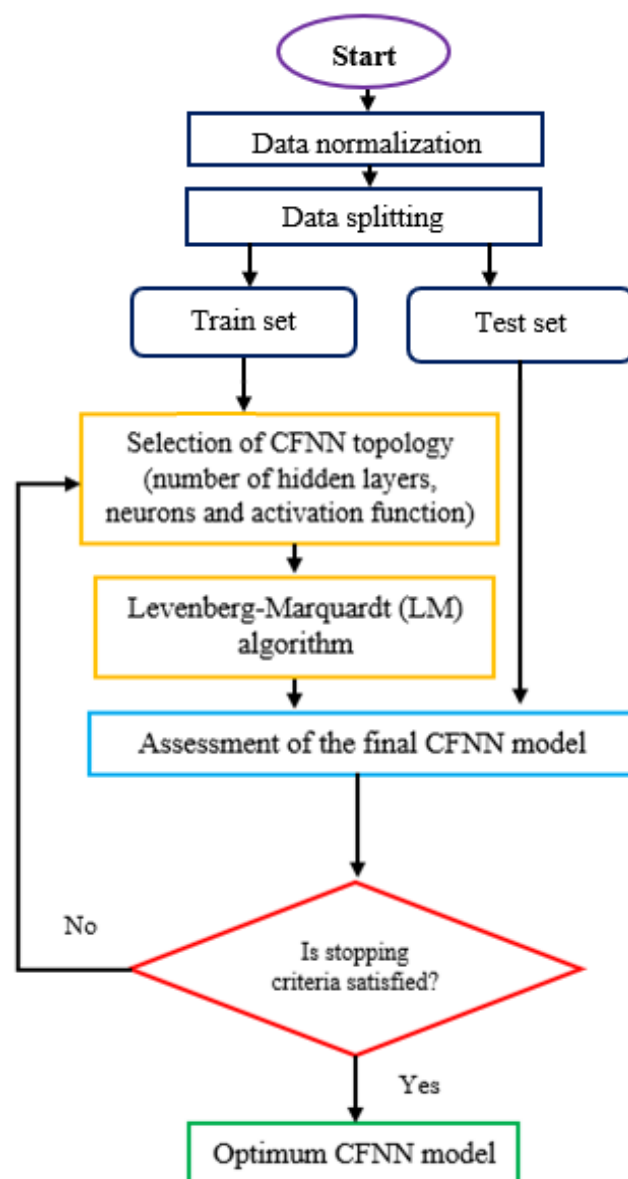 Start
Data normalization
Data splitting
Train set
Test set
Selection of CFNN topology
(number of hidden layers,
neurons and activation function)
Levenberg-Marquardt (LM)
algorithm
Assessment of the final CFNN model
No
Is stopping
criteria satisfied?
Yes
Optimum CFNN model